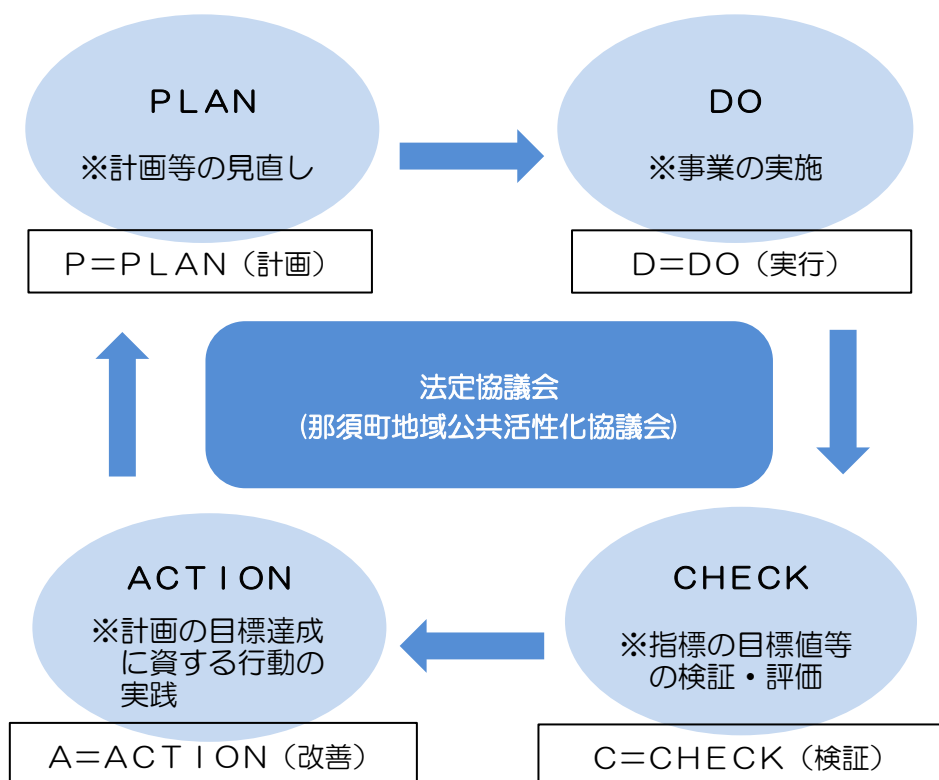 ＰＬＡＮ
※計画等の見直し
Ｐ＝ＰＬＡＮ（計画）
ＤＯ
※事業の実施
Ｄ＝ＤＯ（実行）
法定協議会
(那須町地域公共活性化協議会)
ＡＣＴＩＯＮ
※計画の目標達成
に資する行動の
実践
Ａ＝ＡＣＴＩＯＮ（改善）
ＣＨＥＣＫ
※指標の目標値等
の検証・評価
Ｃ＝ＣＨＥＣＫ（検証）